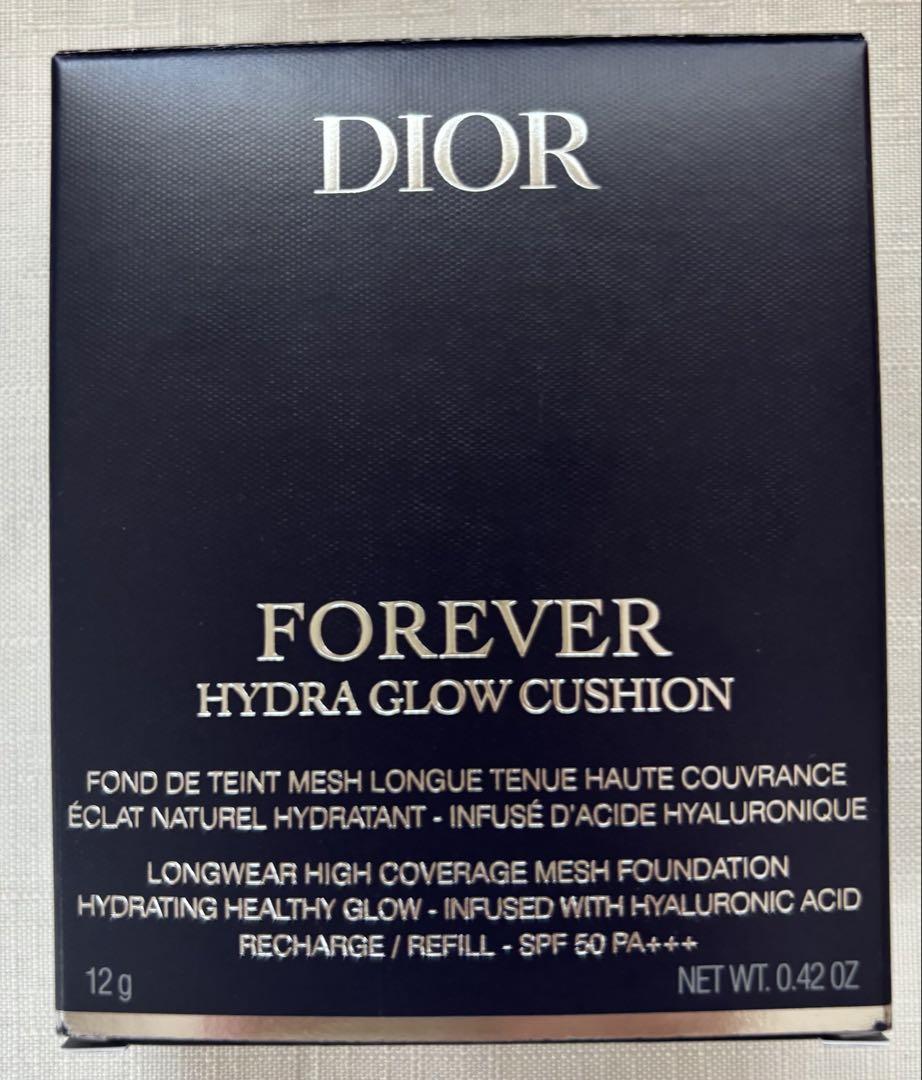 DIOR
FOREVER
HYDRA GLOW CUSHION
FOND DE TEINT MESH LONGUE TENUE HAUTE COUVRANCE
ÉCLAT NATUREL HYDRATANT - INFUSÉ D'ACIDE HYALURONIQUE
LONGWEAR HIGH COVERAGE MESH FOUNDATION
HYDRATING HEALTHY GLOW - INFUSED WITH HYALURONIC ACID
RECHARGE / REFILL - SPF 50 PA+++
12 g NET WT. 0.42 OZ